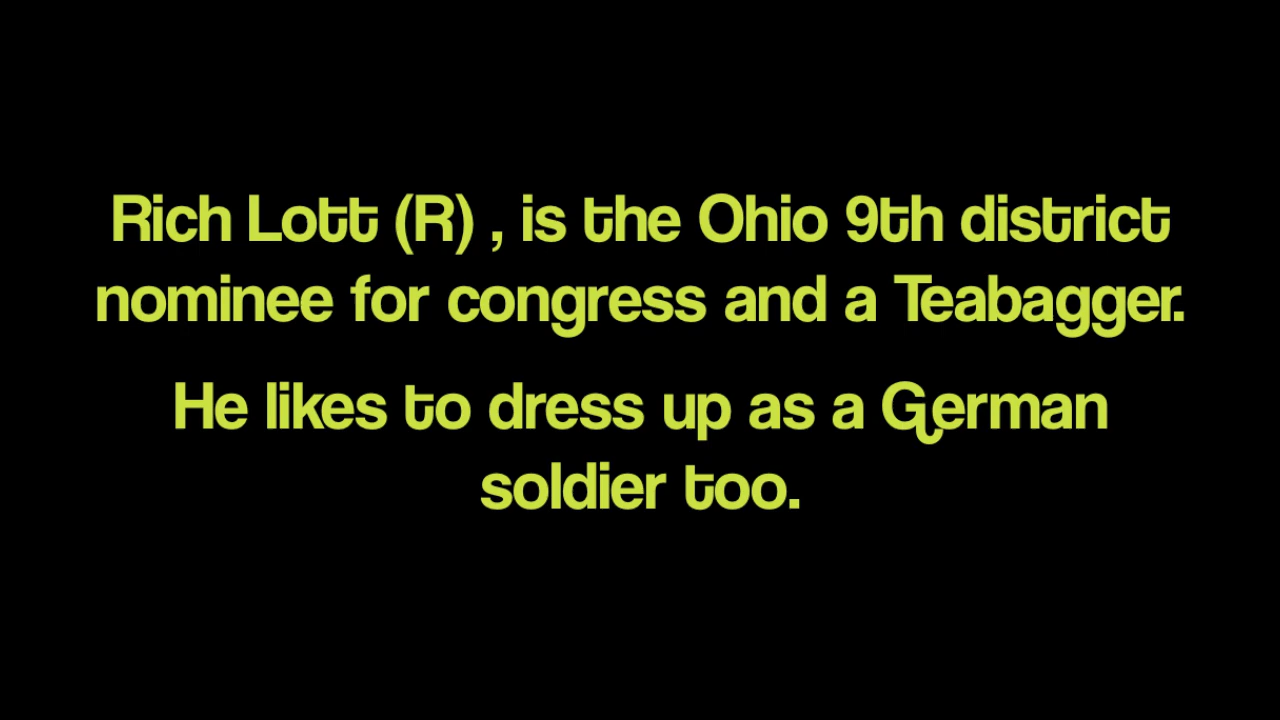 Rich Lott (R) , is the Ohio 9th district
nominee for congress and a Teabagger.
He likes to dress up as a German
soldier too.